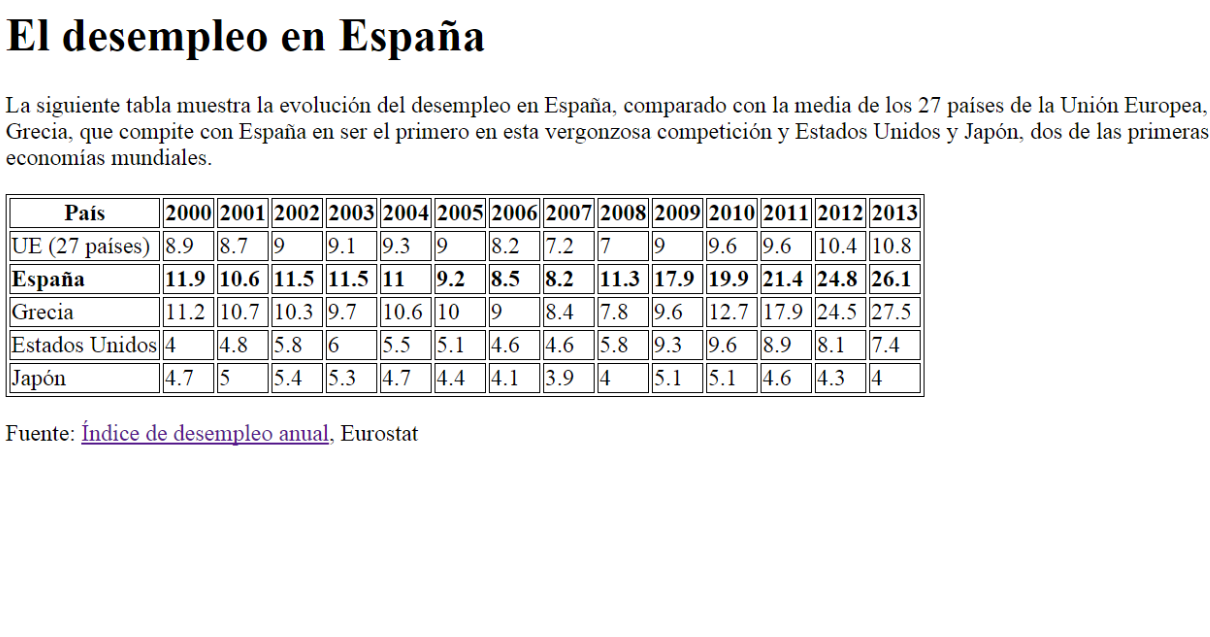 El desempleo en España
La siguiente tabla muestra la evolución del desempleo en España, comparado con la media de los 27 países de la Unión Europea,
Grecia, que compite con España en ser el primero en esta vergonzosa competición y Estados Unidos y Japón, dos de las primeras
economías mundiales.
País 2000 2001 2002 2003 2004 2005 2006 2007 2008 2009 2010 2011 2012 2013
UE (27 países) 8.9 8.7 9 9.1 9.3 9 8.2 7.2 7 9 9.6 9.6 10.4 10.8
España 11.9 10.6 11.5 11.5 11 9.2 8.5 8.2 11.3 17.9 19.9 21.4 24.8 26.1
Grecia 11.2 10.7 10.3 9.7 10.6 10 9 8.4 7.8 9.6 12.7 17.9 24.5 27.5
Estados Unidos 4 4.8 5.8 6 5.5 5.1 4.6 4.6 5.8 9.3 9.6 8.9 8.1 7.4
Japón 4.7 5 5.4 5.3 4.7 4.4 4.1 3.9 4 5.1 5.1 4.6 4.3 4
Fuente: Índice de desempleo anual, Eurostat